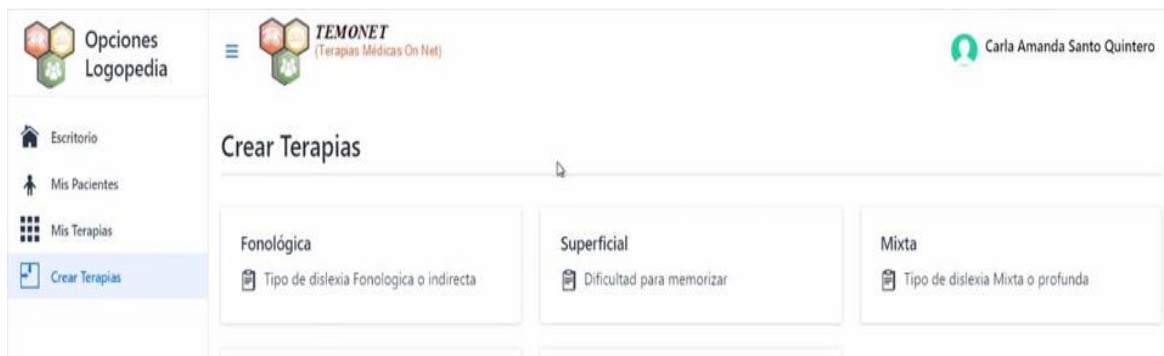 Opciones
Logopedia
TEMONET
(Terapias Médicas On Net)
Carla Amanda Santo Quintero
Escritorio
Mis Pacientes
Mis Terapias
Crear Terapias
Crear Terapias
Fonológica
Tipo de dislexia Fonologica o indirecta
Superficial
Dificultad para memorizar
Mixta
Tipo de dislexia Mixta o profunda